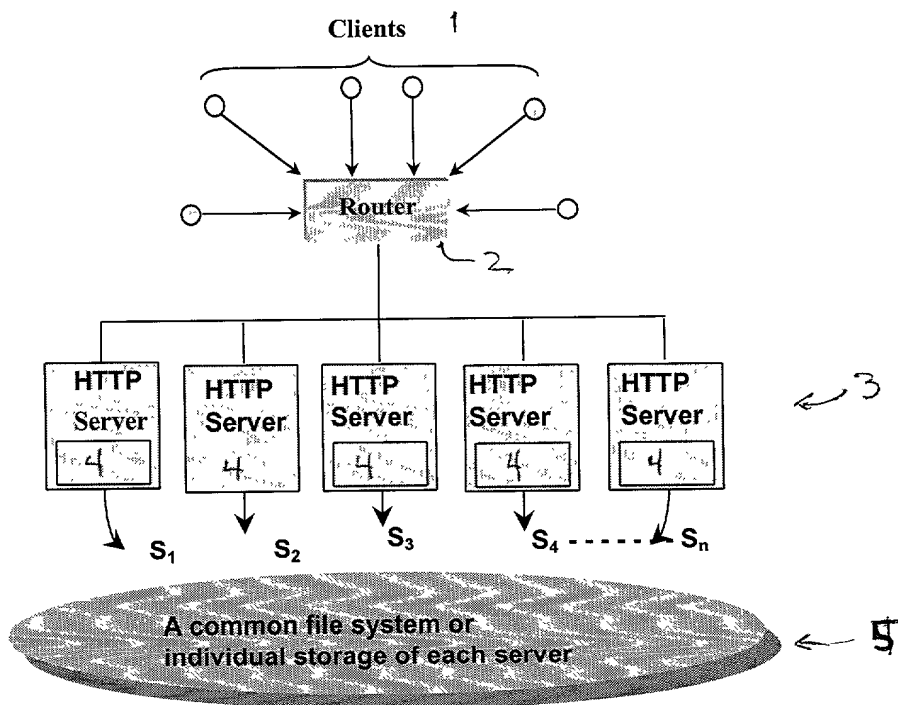 Clients 1
Router
2
HTTP Server 4
HTTP Server 4
HTTP Server 4
HTTP Server 4
HTTP Server 4
3
S1 S2 S3 S4 Sn
A common file system or
individual storage of each server
5